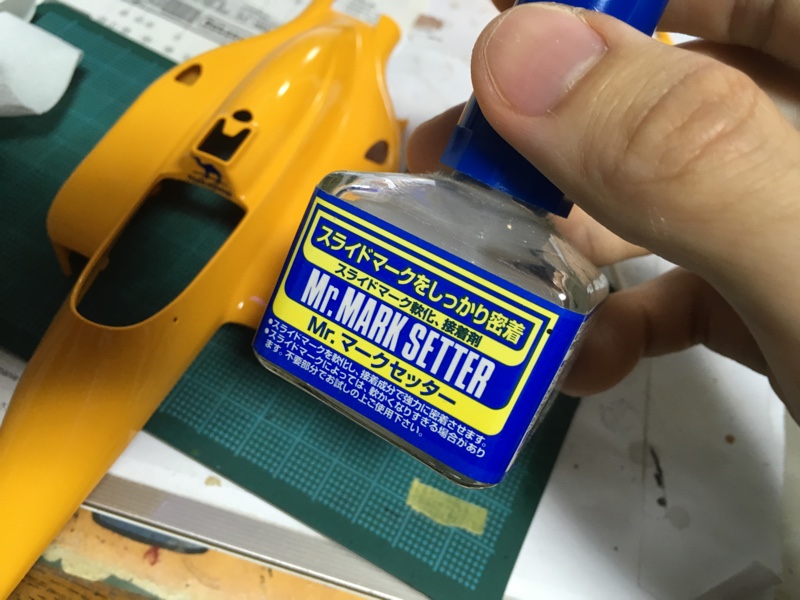 スライドマークをしっかり密着
スライドマーク軟化、接着剤
Mr.MARK SETTER
Mr.マークセッター
●スライドマークを軟化し、接着成分で強力に密着させます。
スライドマークによっては、軟かくなりすぎる場合があり
ます。不要部分でお試しの上ご使用下さい。